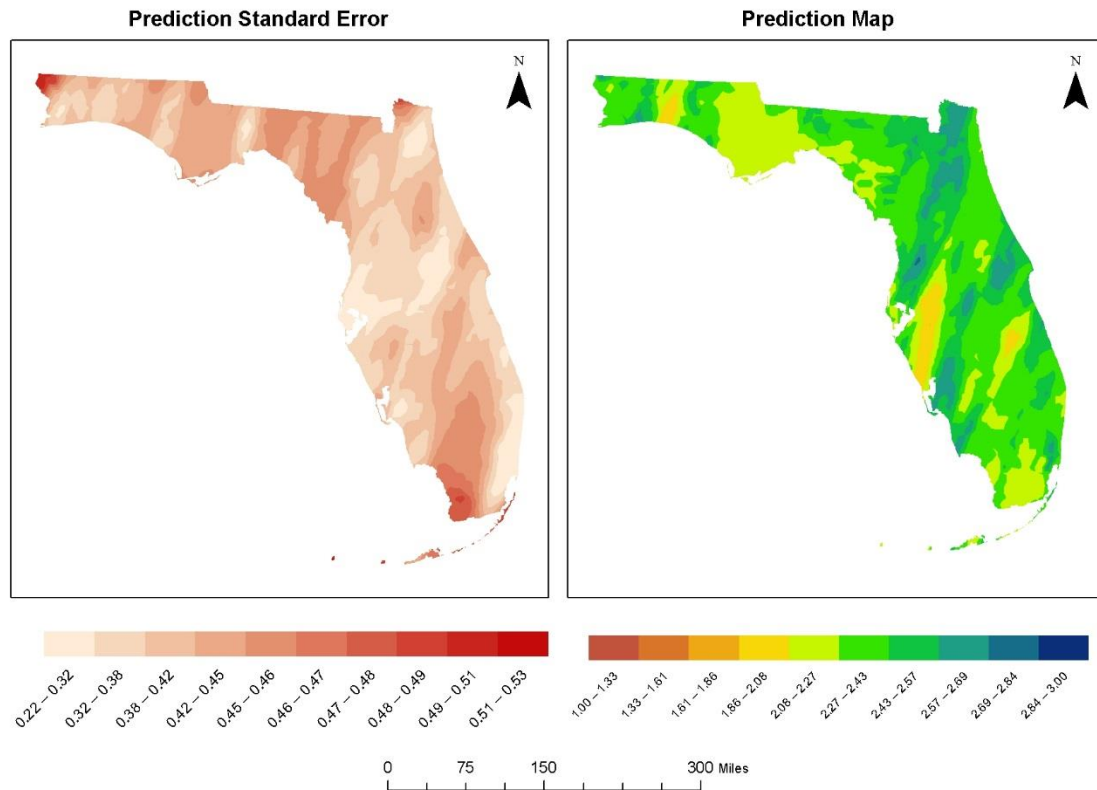 Prediction Standard Error
Prediction Map
N
N
0.22 – 0.32
0.32 – 0.38
0.38 – 0.42
0.42 – 0.45
0.45 – 0.46
0.46 – 0.47
0.47 – 0.48
0.48 – 0.49
0.49 – 0.51
0.51 – 0.53
1.00 – 1.33
1.33 – 1.61
1.61 – 1.86
1.86 – 2.08
2.08 – 2.27
2.27 – 2.43
2.43 – 2.57
2.57 – 2.69
2.69 – 2.84
2.84 – 3.00
0 75 150 300 Miles